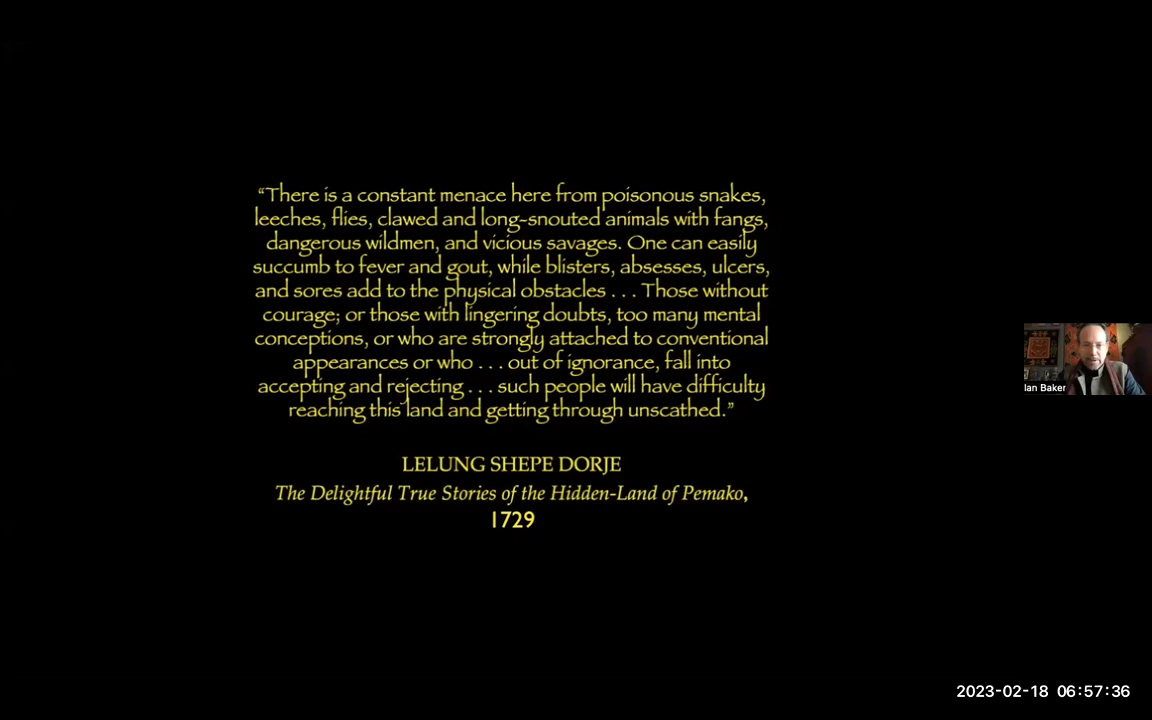 “There is a constant menace here from poisonous snakes,
leeches, flies, clawed and long-snouted animals with fangs,
dangerous wildmen, and vicious savages. One can easily
succumb to fever and gout, while blisters, absesses, ulcers,
and sores add to the physical obstacles . . . Those without
courage; or those with lingering doubts, too many mental
conceptions, or who are strongly attached to conventional
appearances or who . . . out of ignorance, fall into
accepting and rejecting . . . such people will have difficulty
reaching this land and getting through unscathed.”
LELUNG SHEPE DORJE
The Delightful True Stories of the Hidden-Land of Pemako,
1729
Ian Baker
2023-02-18 06:57:36